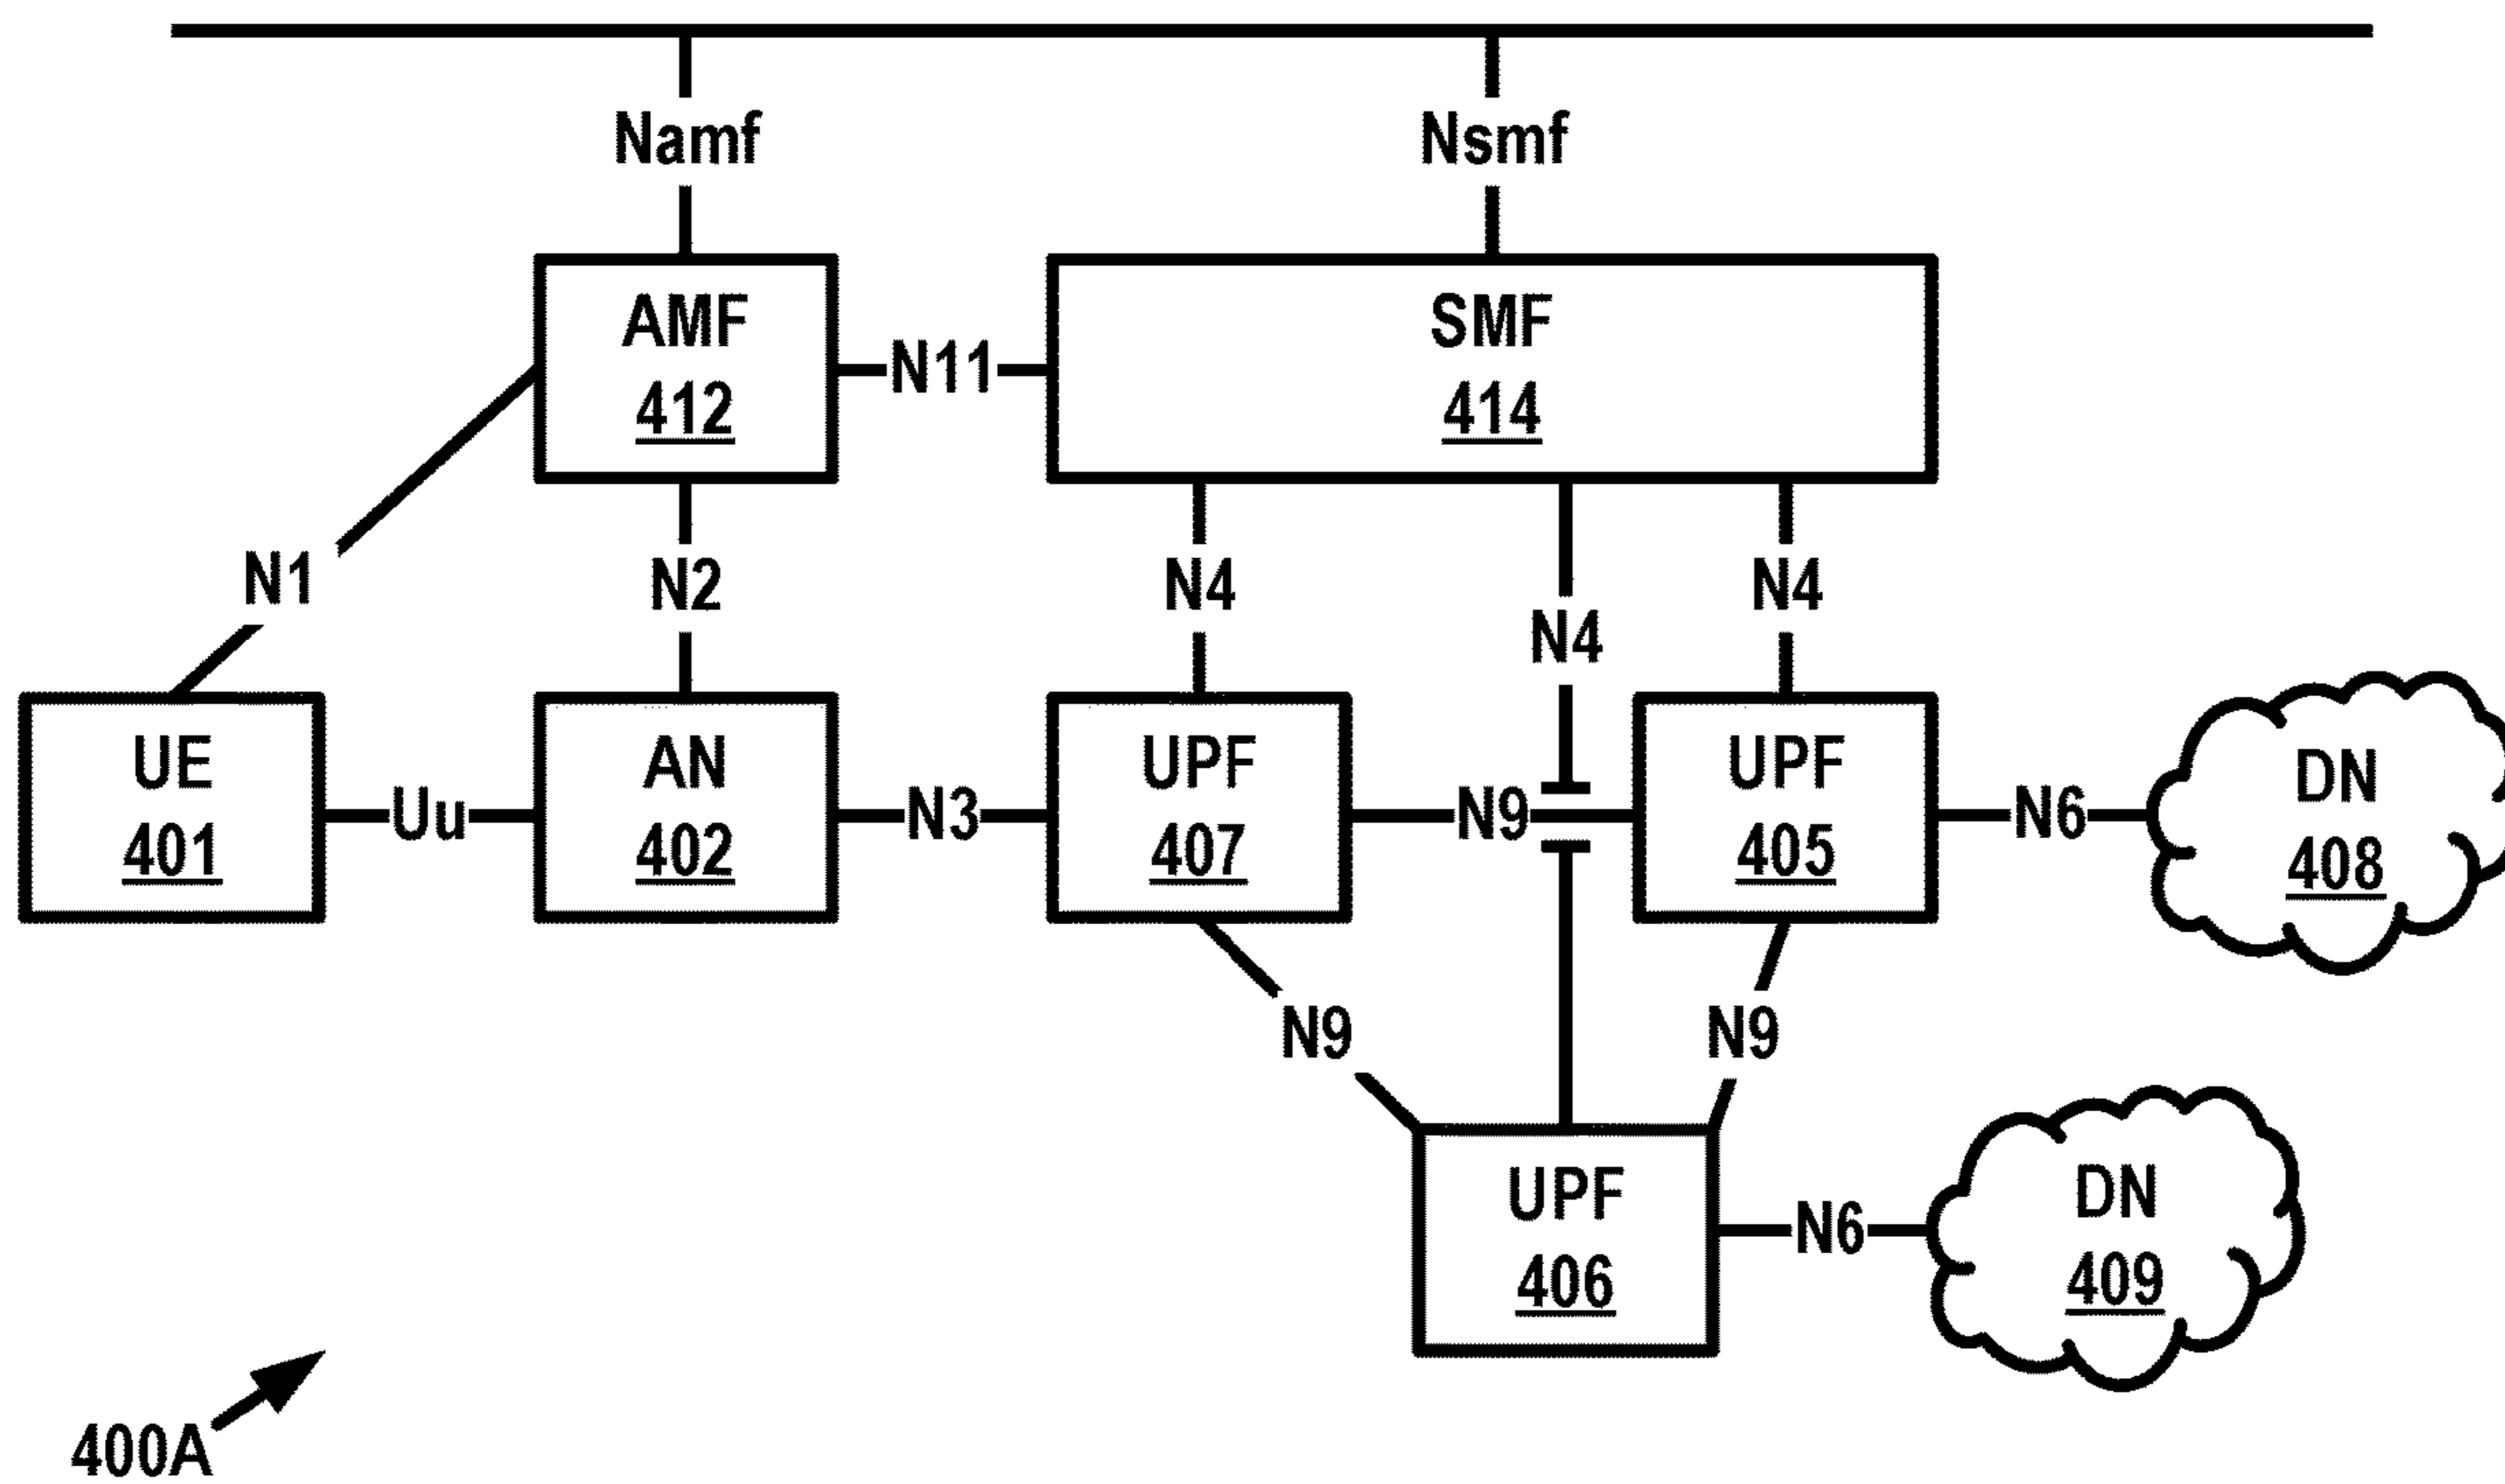 Namf
Nsmf
AMF
412
N11
SMF
414
N1
N2
N4
N4
N4
UE
401
Uu
AN
402
N3
UPF
407
N9
UPF
405
N6
DN
408
N9
N9
UPF
406
N6
DN
409
400A